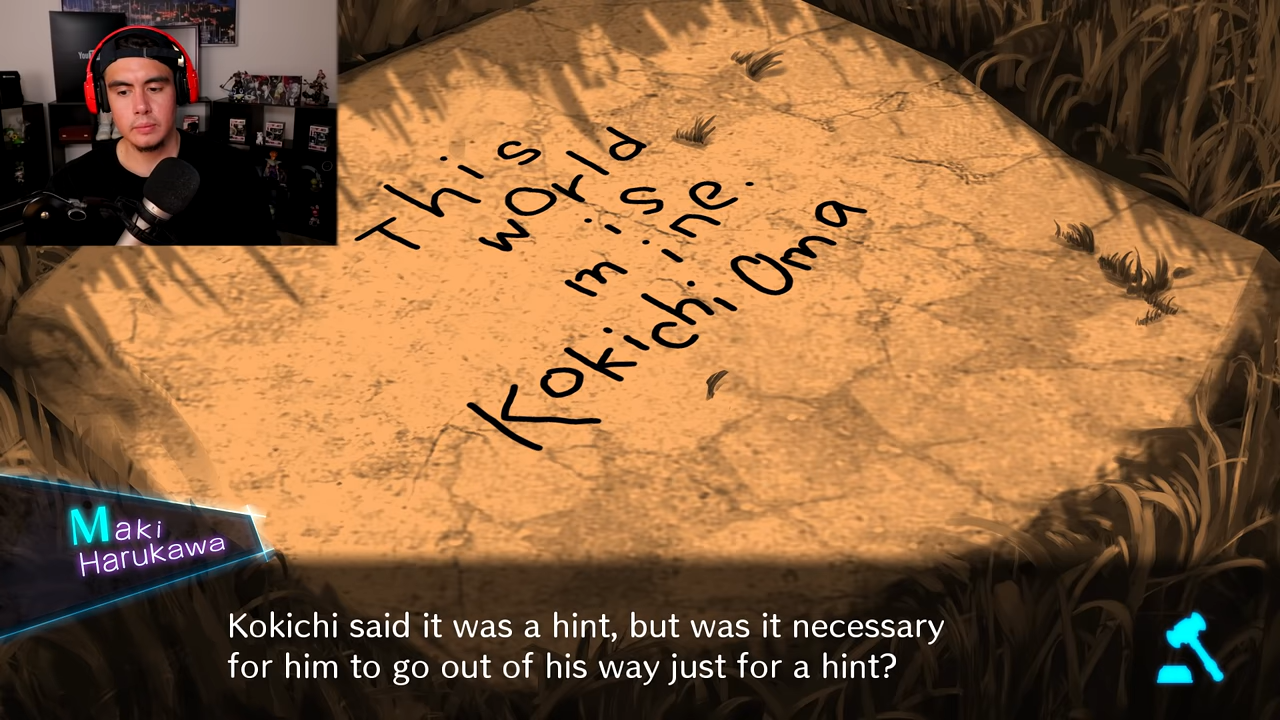 You
This
world
is
mine.
Kokichi Oma
Maki
Harukawa
Kokichi said it was a hint, but was it necessary
for him to go out of his way just for a hint?